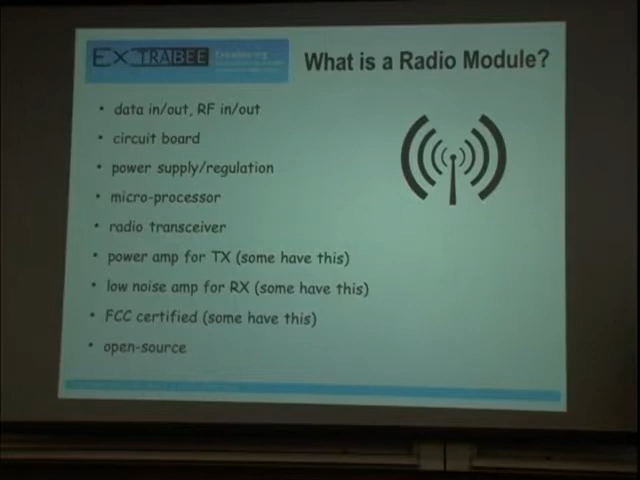 EXTRABEE
What is a Radio Module?
• data in/out, RF in/out
• circuit board
• power supply/regulation
• micro-processor
• radio transceiver
• power amp for TX (some have this)
• low noise amp for RX (some have this)
• FCC certified (some have this)
• open-source